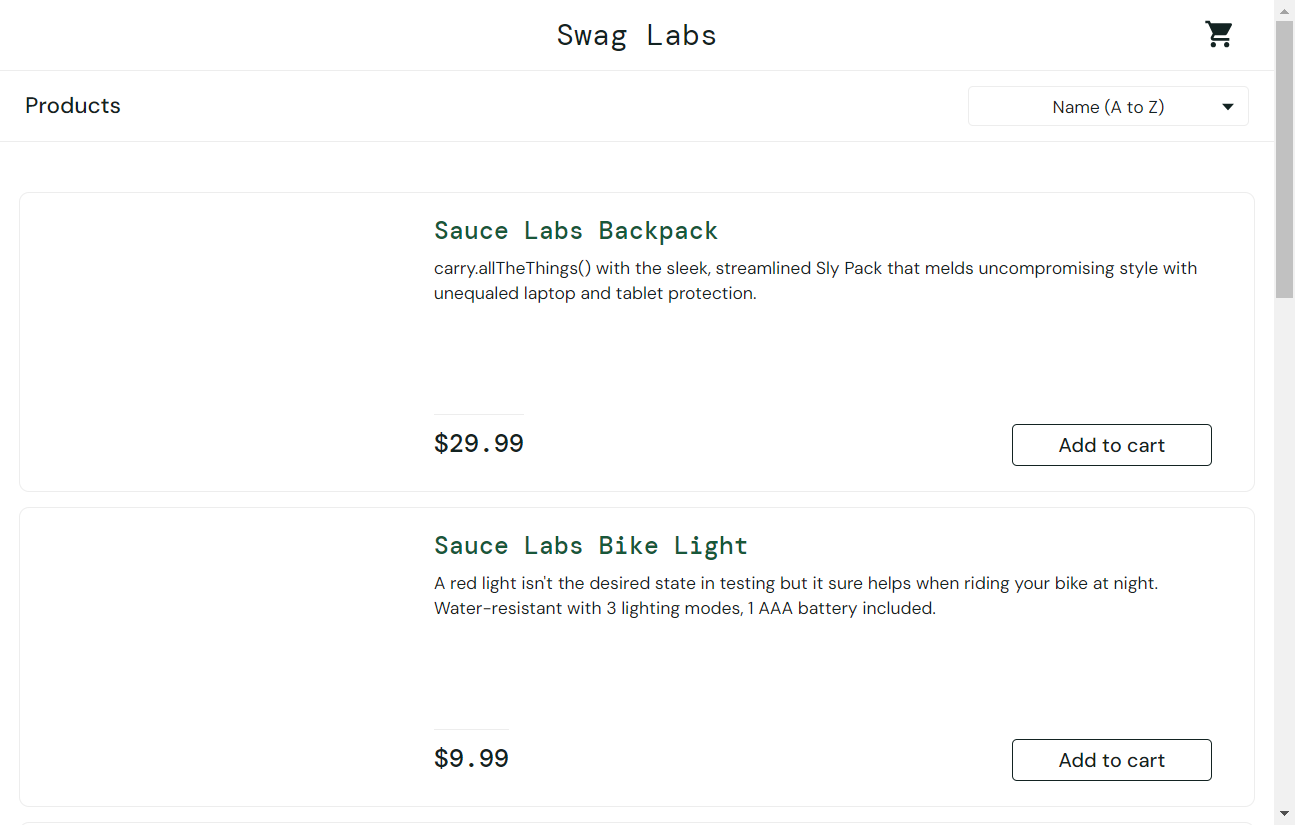 Swag Labs
Products
Name (A to Z)
Sauce Labs Backpack
carry.allTheThings() with the sleek, streamlined Sly Pack that melds uncompromising style with
unequaled laptop and tablet protection.
$29.99
Add to cart
Sauce Labs Bike Light
A red light isn't the desired state in testing but it sure helps when riding your bike at night.
Water-resistant with 3 lighting modes, 1 AAA battery included.
$9.99
Add to cart